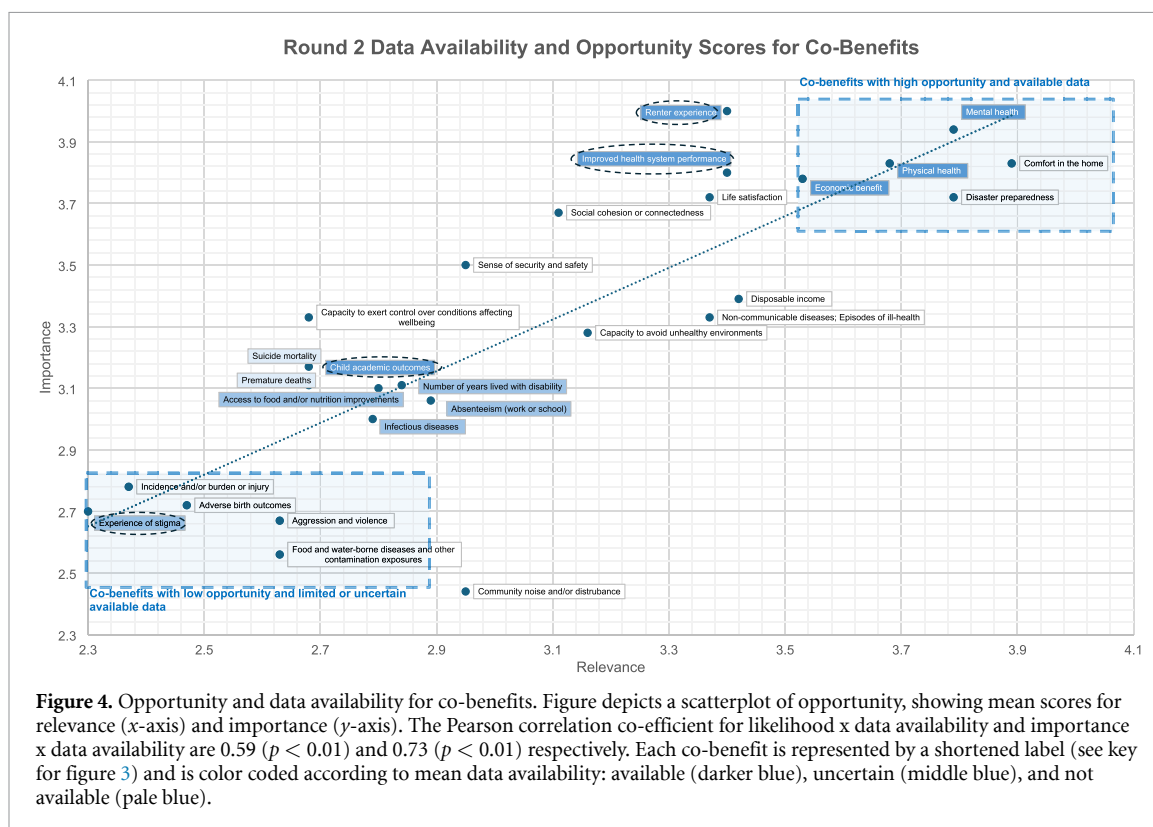 Round 2 Data Availability and Opportunity Scores for Co-Benefits
Co-benefits with high opportunity and available data
4.1
3.9
3.7
3.5
3.3
3.1
2.9
2.7
2.5
2.3
Importance
Renter experience
Mental health
Improved health system performance
Comfort in the home
Physical health
Economic benefit
Life satisfaction
Disaster preparedness
Social cohesion or connectedness
Sense of security and safety
Disposable income
Capacity to exert control over conditions affecting
wellbeing
Non-communicable diseases; Episodes of ill-health
Capacity to avoid unhealthy environments
Suicide mortality
Child academic outcomes
Premature deaths
Number of years lived with disability
Access to food and/or nutrition improvements
Absenteeism (work or school)
Infectious diseases
Incidence and/or burden or injury
Adverse birth outcomes
Experience of stigma
Aggression and violence
Food and water-borne diseases and other
contamination exposures
Community noise and/or distrubance
Co-benefits with low opportunity and limited or uncertain
available data
2.3 2.5 2.7 2.9 3.1 3.3 3.5 3.7 3.9 4.1
Relevance
Figure 4. Opportunity and data availability for co-benefits. Figure depicts a scatterplot of opportunity, showing mean scores for
relevance (x-axis) and importance (y-axis). The Pearson correlation co-efficient for likelihood x data availability and importance
x data availability are 0.59 (p < 0.01) and 0.73 (p < 0.01) respectively. Each co-benefit is represented by a shortened label (see key
for figure 3) and is color coded according to mean data availability: available (darker blue), uncertain (middle blue), and not
available (pale blue).